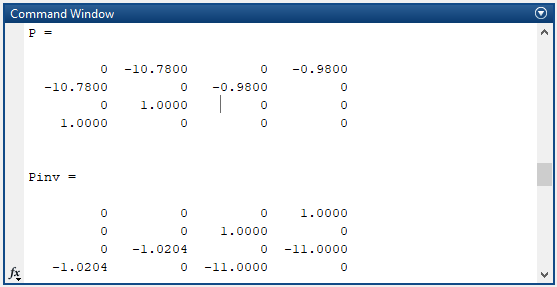 Command Window
P =
0 -10.7800 0 -0.9800
-10.7800 0 -0.9800 0
0 1.0000 0 0
1.0000 0 0 0
Pinv =
0 0 0 1.0000
0 0 1.0000 0
0 -1.0204 0 -11.0000
-1.0204 0 -11.0000 0
fx